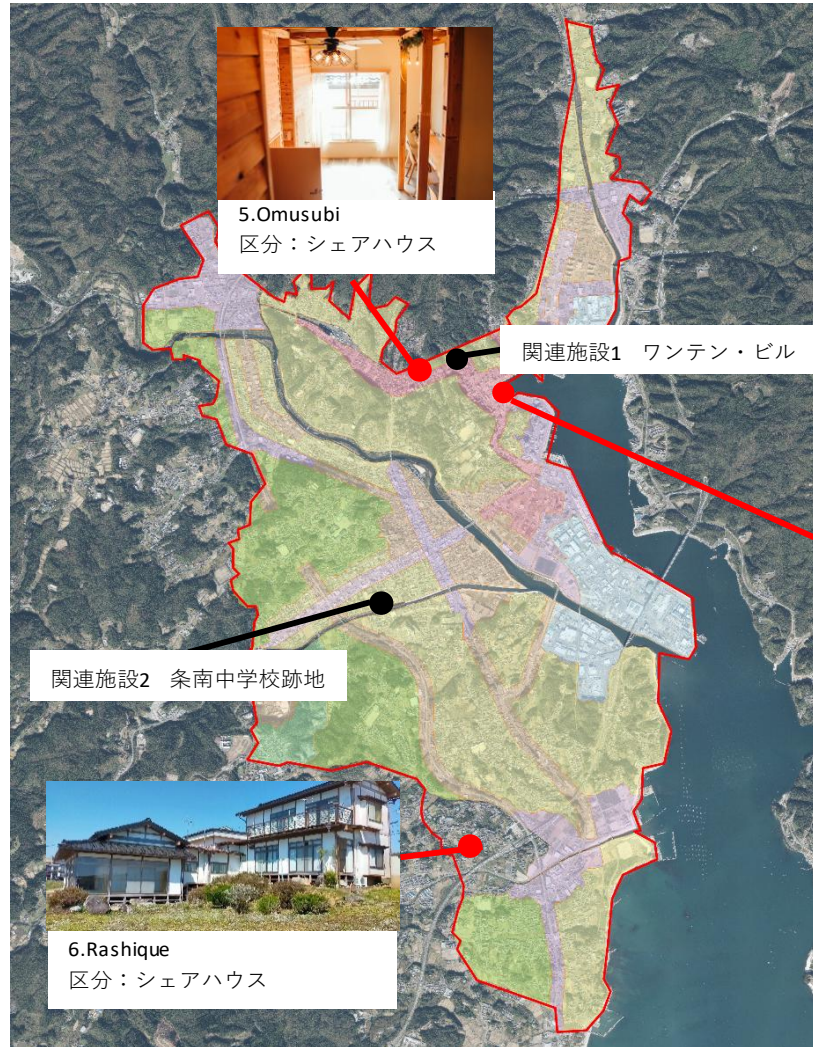 5.Omusubi
区分：シェアハウス
関連施設1　ワンテン・ビル
関連施設2　条南中学校跡地
6.Rashique
区分：シェアハウス